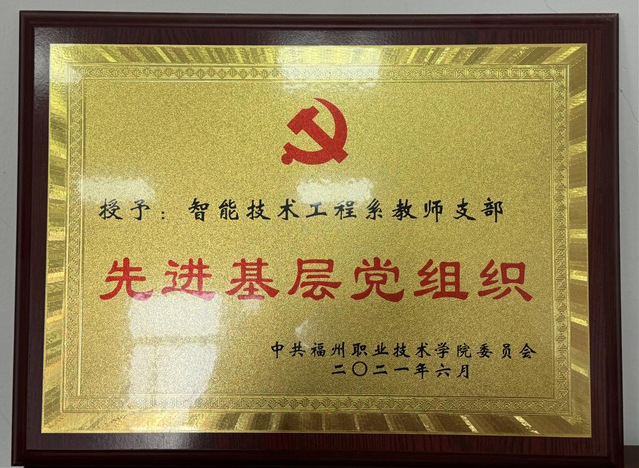 授予：智能技术工程系教师支部
先进基层党组织
中共福州职业技术学院委员会
二〇二一年六月